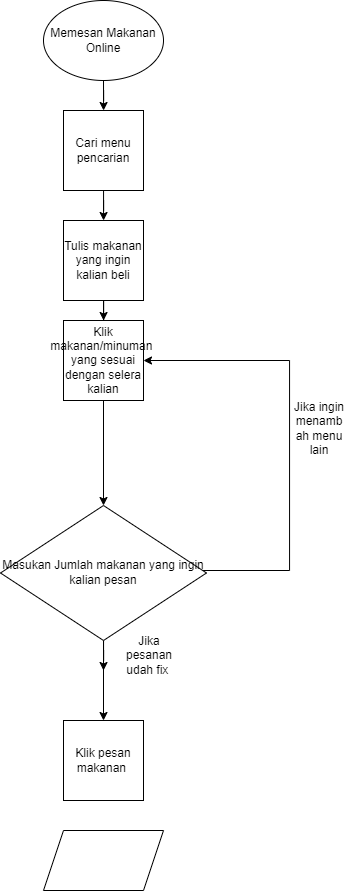 Memesan Makanan
Online
Cari menu
pencarian
Tulis makanan
yang ingin
kalian beli
Klik
makanan/minuman
yang sesuai
dengan selera
kalian
Jika ingin
menamb
ah menu
lain
Masukan Jumlah makanan yang ingin
kalian pesan
Jika
pesanan
udah fix
Klik pesan
makanan